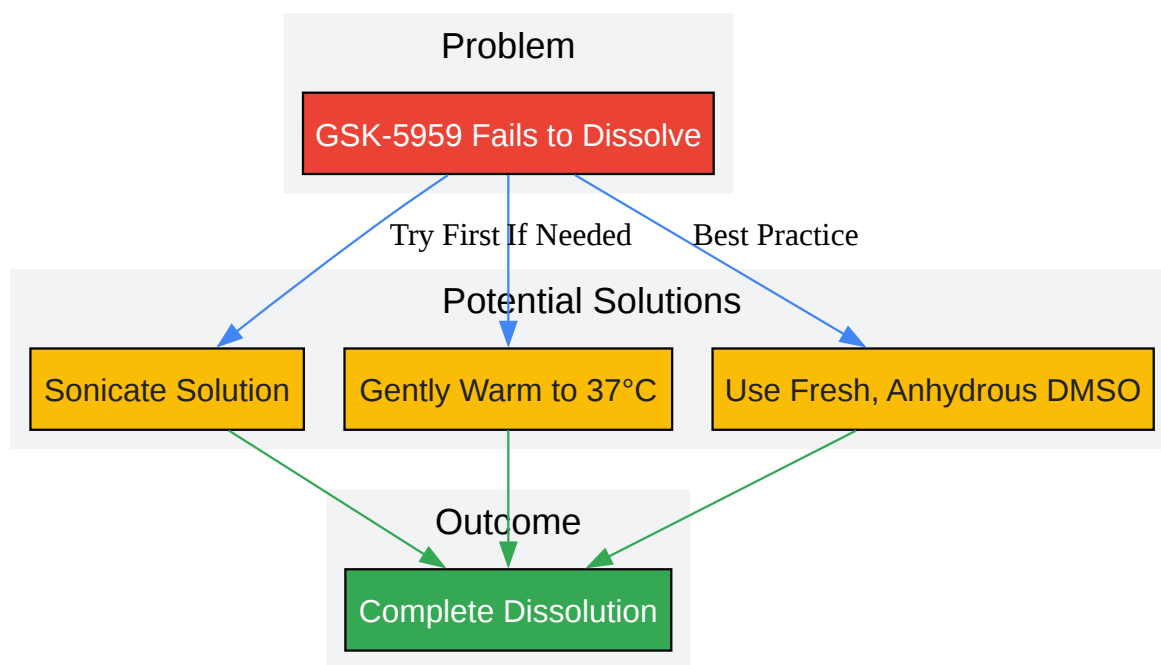 Problem
GSK-5959 Fails to Dissolve
Try First
If Needed
Best Practice
Potential Solutions
Sonicate Solution
Gently Warm to 37°C
Use Fresh, Anhydrous DMSO
Outcome
Complete Dissolution